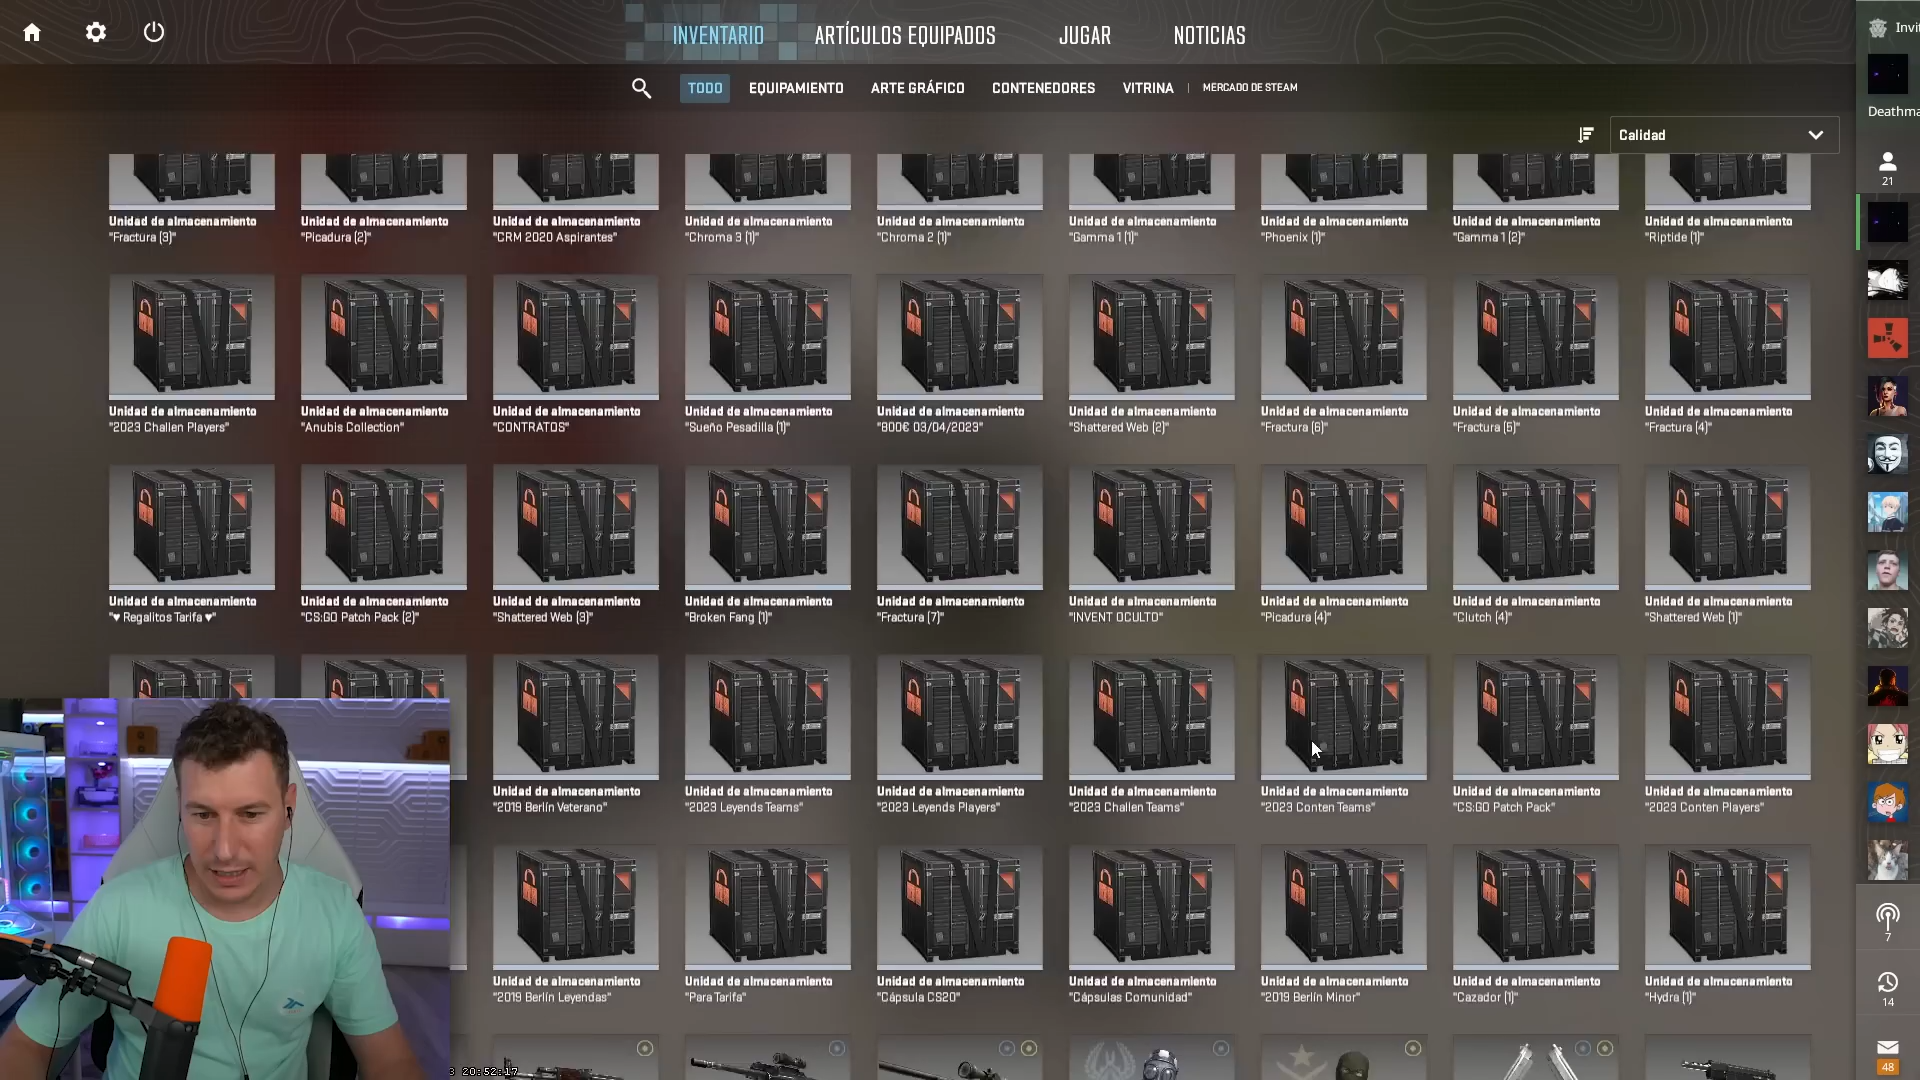 INVENTARIO
ARTÍCULOS EQUIPADOS
JUGAR
NOTICIAS
TODO
EQUIPAMIENTO
ARTE GRÁFICO
CONTENEDORES
VITRINA
MERCADO DE STEAM
Calidad
Unidad de almacenamiento
"Fractura (3)"
Unidad de almacenamiento
"Picadura (2)"
Unidad de almacenamiento
"CRM 2020 Aspirantes"
Unidad de almacenamiento
"Chroma 3 (1)"
Unidad de almacenamiento
"Chroma 2 (1)"
Unidad de almacenamiento
"Gamma 1 (1)"
Unidad de almacenamiento
"Phoenix (1)"
Unidad de almacenamiento
"Gamma 1 (2)"
Unidad de almacenamiento
"Riptide (1)"
Unidad de almacenamiento
"2023 Challen Players"
Unidad de almacenamiento
"Anubis Collection"
Unidad de almacenamiento
"CONTRATOS"
Unidad de almacenamiento
"Sueño Pesadilla (1)"
Unidad de almacenamiento
"800€ 03/04/2023"
Unidad de almacenamiento
"Shattered Web (2)"
Unidad de almacenamiento
"Fractura (6)"
Unidad de almacenamiento
"Fractura (5)"
Unidad de almacenamiento
"Fractura (4)"
Unidad de almacenamiento
"♥ Regalitos Tarifa ♥"
Unidad de almacenamiento
"CS:GO Patch Pack (2)"
Unidad de almacenamiento
"Shattered Web (3)"
Unidad de almacenamiento
"Broken Fang (1)"
Unidad de almacenamiento
"Fractura (7)"
Unidad de almacenamiento
"INVENT OCULTO"
Unidad de almacenamiento
"Picadura (4)"
Unidad de almacenamiento
"Clutch (4)"
Unidad de almacenamiento
"Shattered Web (1)"
Unidad de almacenamiento
"2019 Berlín Veterano"
Unidad de almacenamiento
"2023 Leyends Teams"
Unidad de almacenamiento
"2023 Leyends Players"
Unidad de almacenamiento
"2023 Challen Teams"
Unidad de almacenamiento
"2023 Conten Teams"
Unidad de almacenamiento
"CS:GO Patch Pack"
Unidad de almacenamiento
"2023 Conten Players"
Unidad de almacenamiento
"2019 Berlín Leyendas"
Unidad de almacenamiento
"Para Tarifa"
Unidad de almacenamiento
"Cápsula CS20"
Unidad de almacenamiento
"Cápsulas Comunidad"
Unidad de almacenamiento
"2019 Berlín Minor"
Unidad de almacenamiento
"Cazador (1)"
Unidad de almacenamiento
"Hydra (1)"
3 20:52:17
Invit
Deathma
21
7
14
48